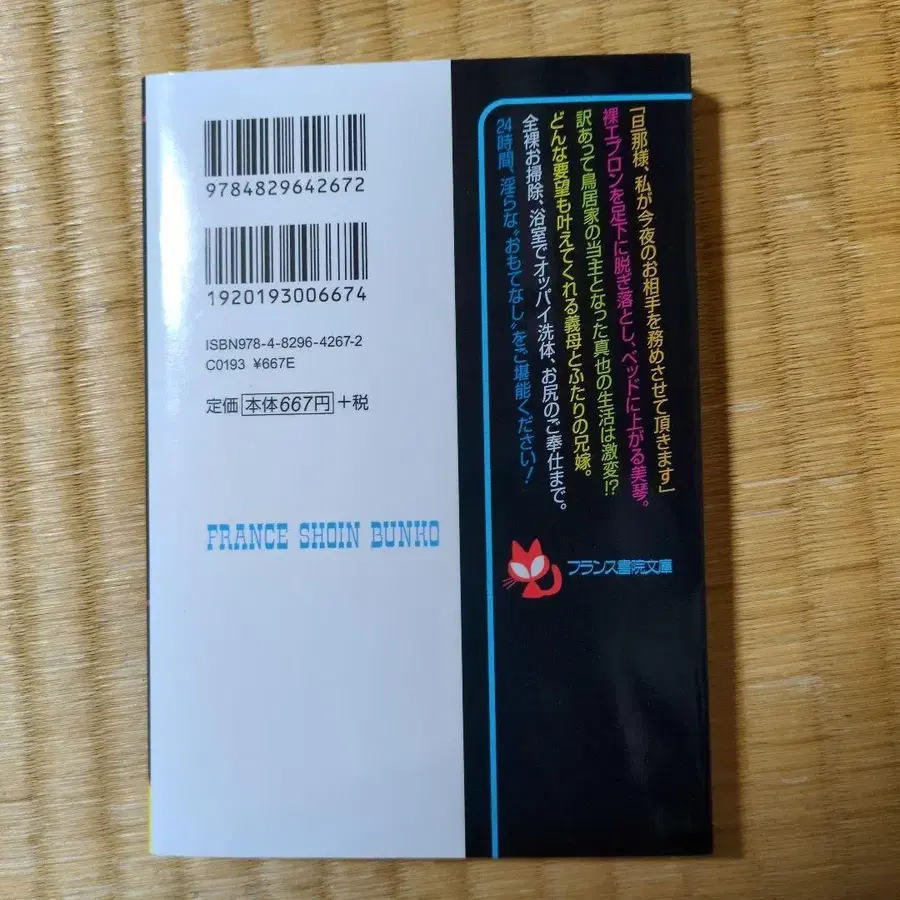 9784829642672
1920193006674
ISBN978-4-8296-4267-2
C0193 ¥667E
定価 本体667円 +税
FRANCE SHOIN BUNKO
「旦那様、私が今夜のお相手を務めさせて頂きます」
裸エプロンを足下に脱ぎ落とし、ベッドに上がる美琴。
訳あって鳥居家の当主となった真也の生活は激変!?
どんな要望も叶えてくれる義母とふたりの兄嫁。
全裸お掃除、浴室でオッパイ洗体、お尻のご奉仕まで。
24時間、淫らな〝おもてなし〟をご堪能ください!
フランス書院文庫